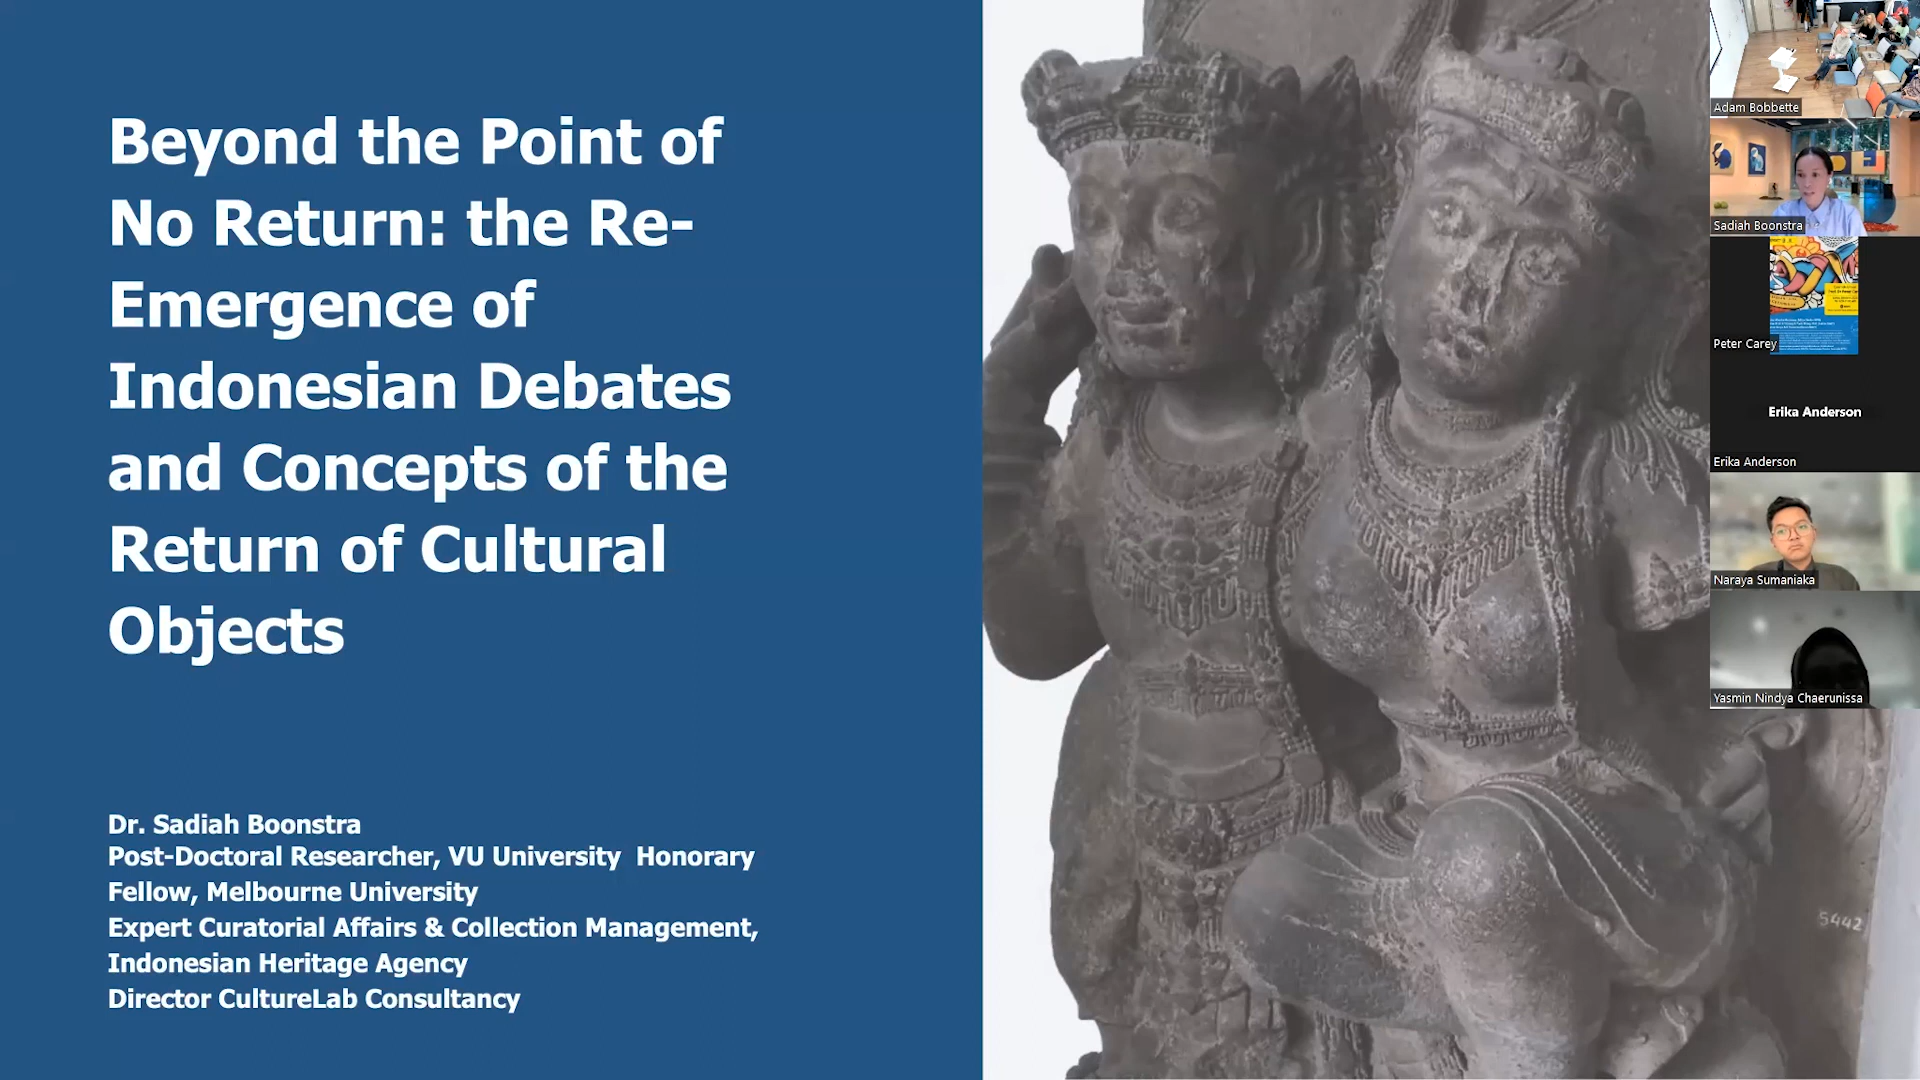 Beyond the Point of
No Return: the Re-
Emergence of
Indonesian Debates
and Concepts of the
Return of Cultural
Objects
Dr. Sadiah Boonstra
Post-Doctoral Researcher, VU University  Honorary
Fellow, Melbourne University
Expert Curatorial Affairs & Collection Management,
Indonesian Heritage Agency
Director CultureLab Consultancy
5442
Adam Bobbette
Sadiah Boonstra
Peter Carey
Erika Anderson
Erika Anderson
Naraya Sumaniaka
Yasmin Nindya Chaerunissa